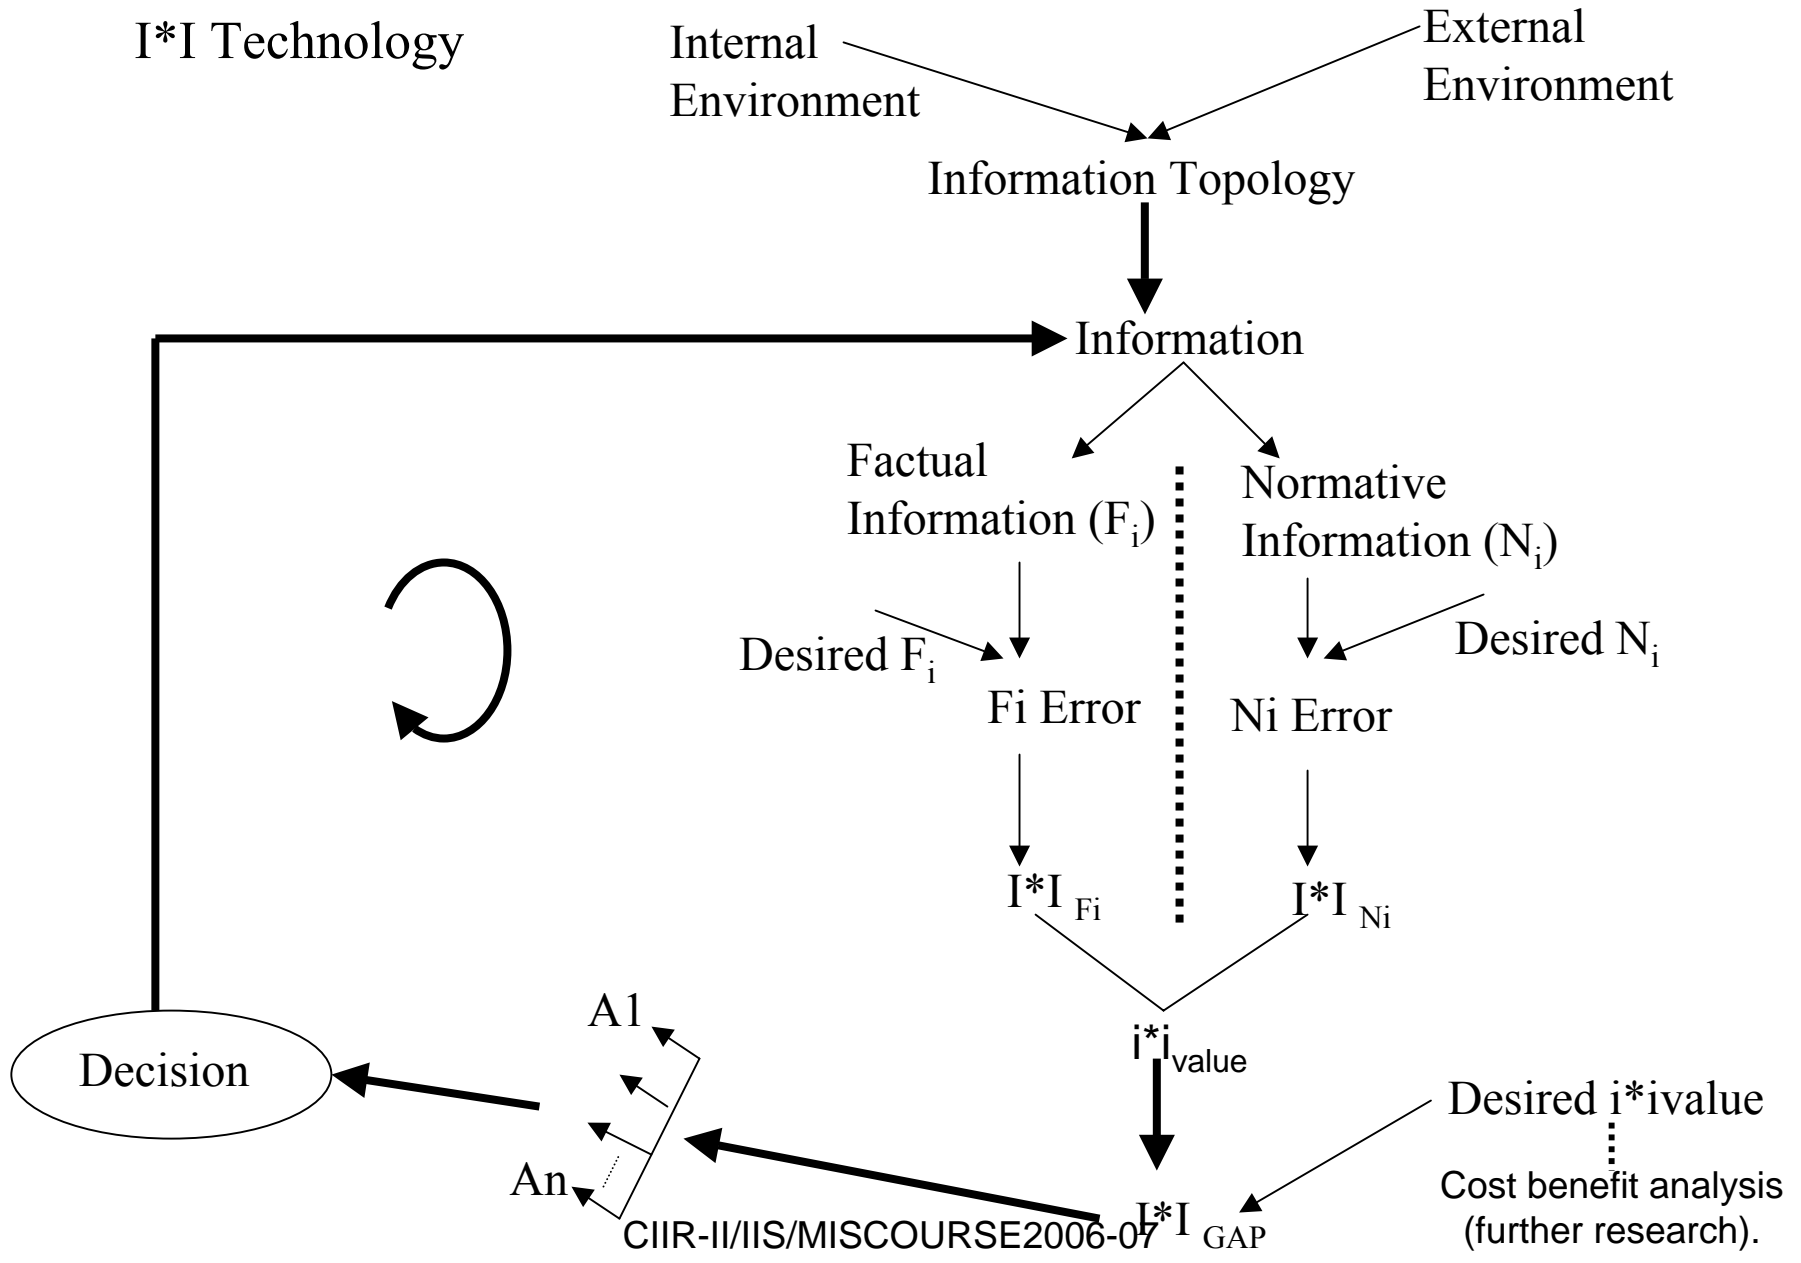 I*I Technology
Internal
Environment
External
Environment
Information Topology
Information
Factual
Information (Fi)
Normative
Information (Ni)
Desired Fi
Desired Ni
Fi Error
Ni Error
I*I Fi
I*I Ni
i*ivalue
A1
An
Decision
Desired i*ivalue
Cost benefit analysis
(further research).
I*I GAP
CIIR-II/IIS/MISCOURSE2006-07